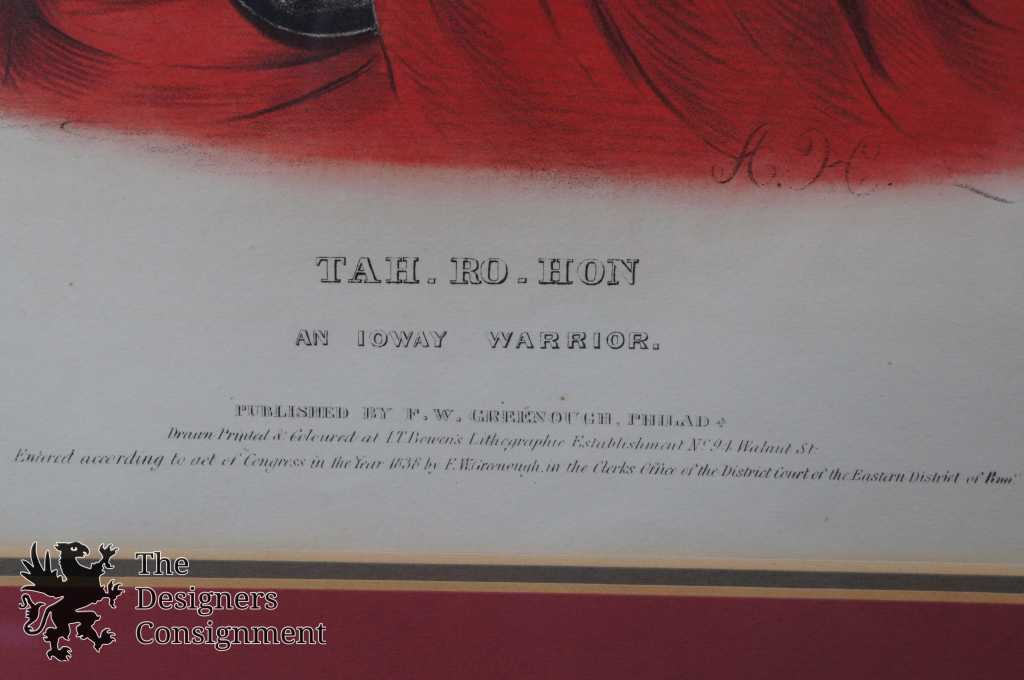 A. H.
TAH. RO. HON
AN IOWAY WARRIOR.
PUBLISHED BY F. W. GREENOUGH, PHILAD.
Drawn Printed & Coloured at I.T. Bowen's Lithographic Establishment No. 94 Walnut St.
Entered according to act of Congress in the Year 1838 by F. W. Greenough, in the Clerks Office of the District Court of the Eastern District of
The
Designers
Consignment